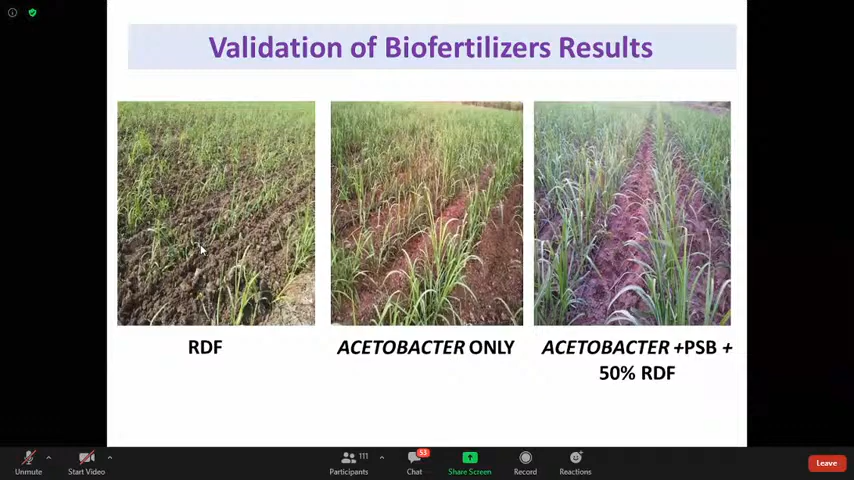 Validation of Biofertilizers Results
RDF
ACETOBACTER ONLY
ACETOBACTER +PSB +
50% RDF
Unmute
Start Video
111
Participants
53
Chat
Share Screen
Record
Reactions
Leave